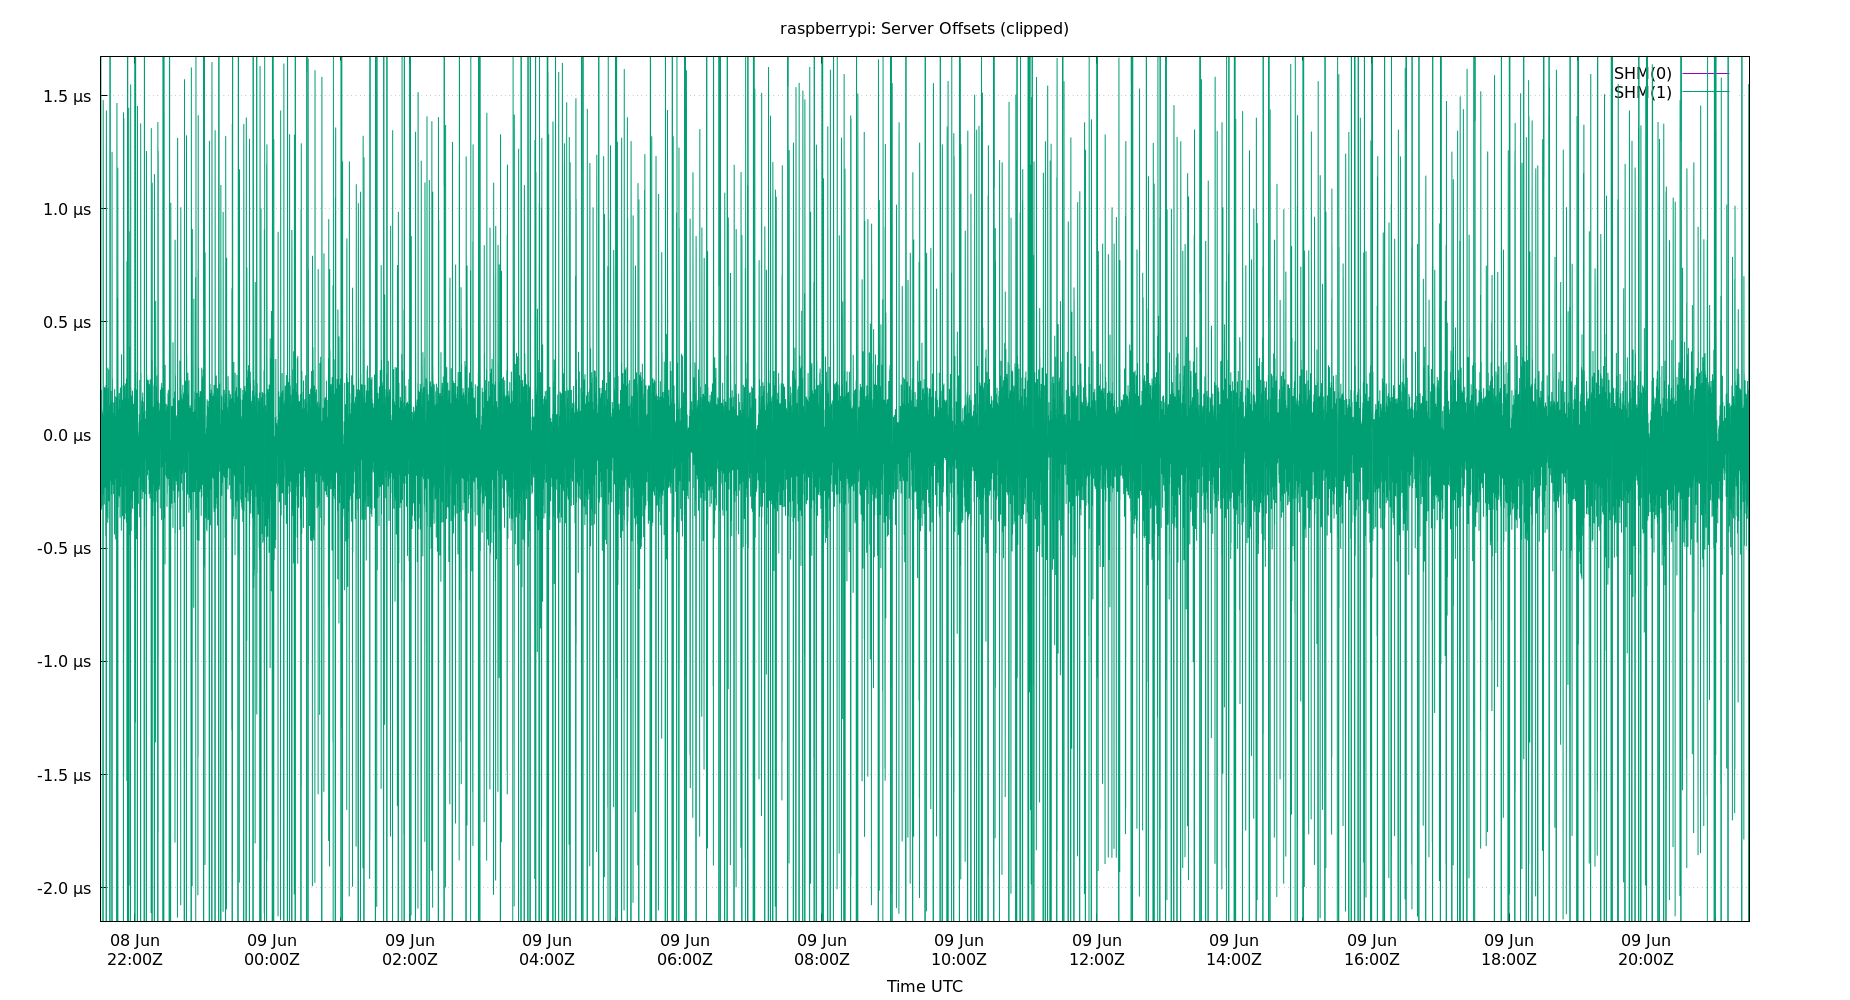 raspberrypi: Server Offsets (clipped)
SHM(0)
SHM(1)
1.5 µs
1.0 µs
0.5 µs
0.0 µs
-0.5 µs
-1.0 µs
-1.5 µs
-2.0 µs
08 Jun 09 Jun 09 Jun 09 Jun 09 Jun 09 Jun 09 Jun 09 Jun 09 Jun 09 Jun 09 Jun 09 Jun
22:00Z 00:00Z 02:00Z 04:00Z 06:00Z 08:00Z 10:00Z 12:00Z 14:00Z 16:00Z 18:00Z 20:00Z
Time UTC